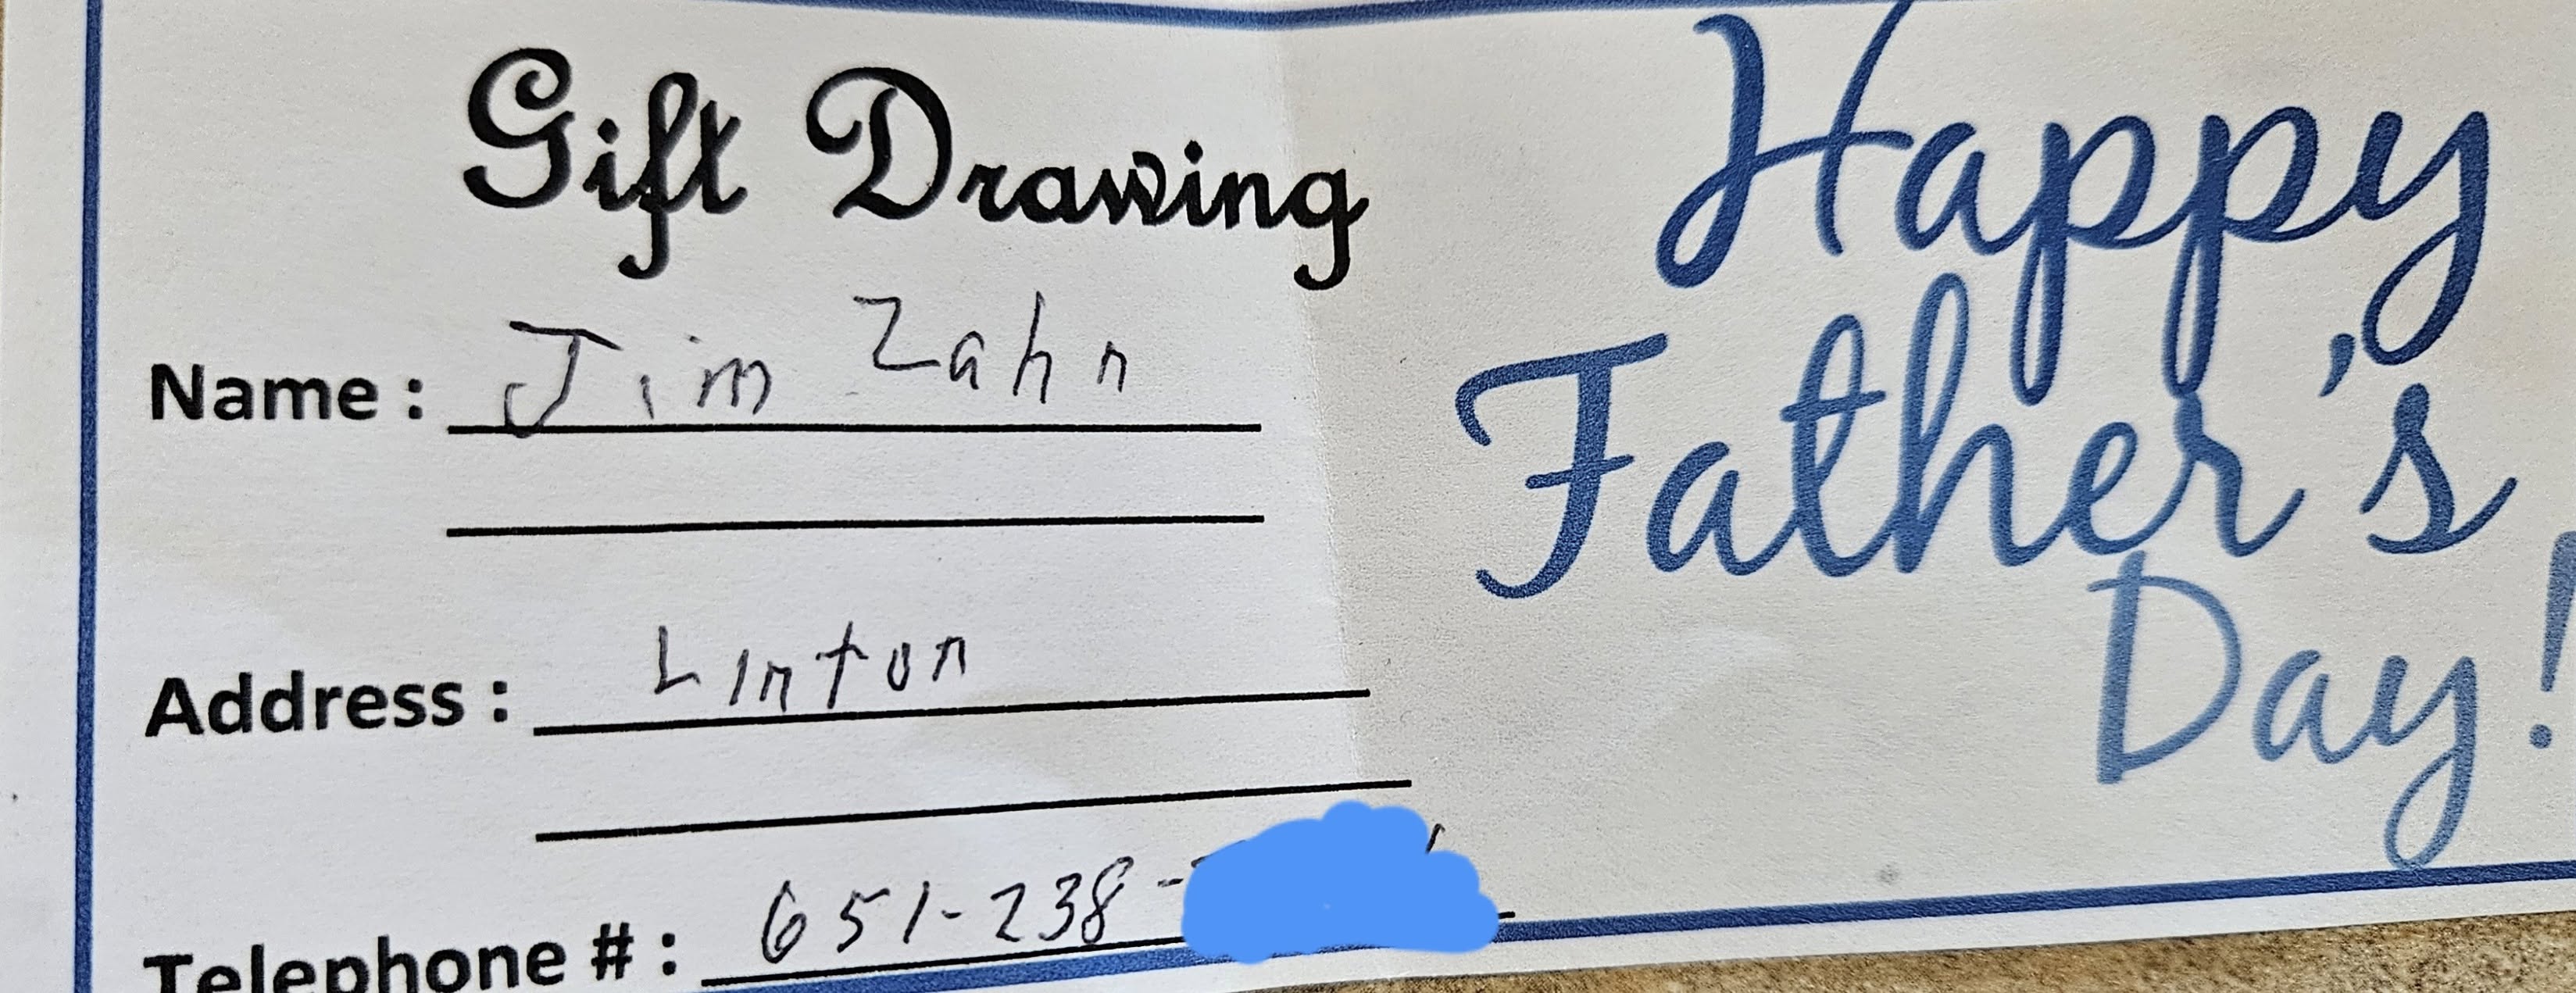 Gift Drawing
Happy
Father's
Day!
Name : Jim Zahn
Address : Linton
Telephone # : 651-238-